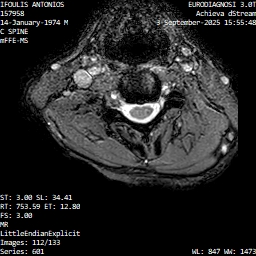 IFOULIS ANTONIOS
157958
14-January-1974 M
C SPINE
mFFE-MS
EURODIAGNOSI 3.0T
Achieva dStream
3-September-2025 15:55:48
ST: 3.00 SL: 34.41
RT: 753.59 ET: 12.80
FS: 3.00
MR
LittleEndianExplicit
Images: 112/133
Series: 601
WL: 847 WW: 1473